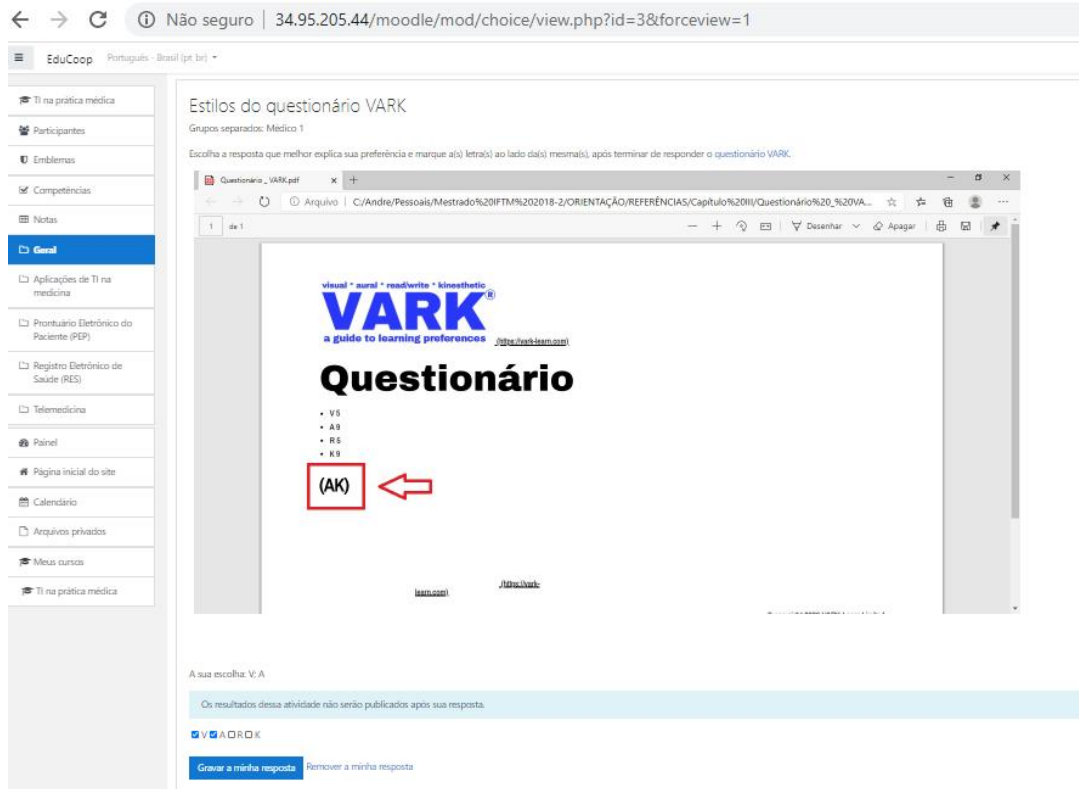 Não seguro | 34.95.205.44/moodle/mod/choice/view.php?id=3&forceview=1
EduCoop Português - Brasil (pt br)
TI na prática médica
Participantes
Emblemas
Competências
Notas
Geral
Aplicações de TI na
medicina
Prontuário Eletrônico do
Paciente (PEP)
Registro Eletrônico de
Saúde (RES)
Telemedicina
Painel
Página inicial do site
Calendário
Arquivos privados
Meus cursos
TI na prática médica
Estilos do questionário VARK
Grupos separados: Médico 1
Escolha a resposta que melhor explica sua preferência e marque a(s) letra(s) ao lado da(s) mesma(s), após terminar de responder o questionário VARK.
Questionário _ VARK.pdf
Arquivo | C:/Andre/Pessoais/Mestrado%20IFTM%202018-2/ORIENTAÇÃO/REFERÊNCIAS/Capítulo%20III/Questionário%20_%20VA...
1 de 1 Desenhar Apagar
visual * aural * read/write * kinesthetic
VARK®
a guide to learning preferences (https://vark-learn.com)
Questionário
• V 5
• A 9
• R 5
• K 9
(AK)
(https://vark-
learn.com)
A sua escolha: V; A
Os resultados dessa atividade não serão publicados após sua resposta.
V A R K
Gravar a minha resposta Remover a minha resposta